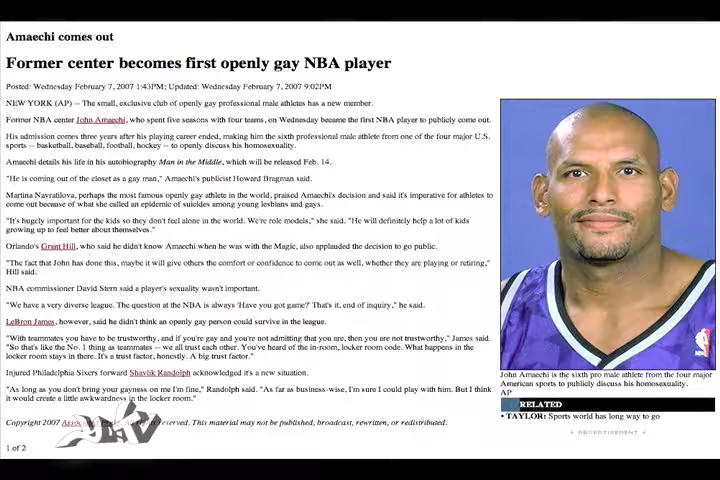 Amaechi comes out
Former center becomes first openly gay NBA player
Posted: Wednesday February 7, 2007 1:43PM; Updated: Wednesday February 7, 2007 9:02PM
NEW YORK (AP) -- The small, exclusive club of openly gay professional male athletes has a new member.
Former NBA center John Amaechi, who spent five seasons with four teams, on Wednesday became the first NBA player to publicly come out.
His admission comes three years after his playing career ended, making him the sixth professional male athlete from one of the four major U.S.
sports -- basketball, baseball, football, hockey -- to openly discuss his homosexuality.
Amaechi details his life in his autobiography Man in the Middle, which will be released Feb. 14.
"He is coming out of the closet as a gay man," Amaechi's publicist Howard Bragman said.
Martina Navratilova, perhaps the most famous openly gay athlete in the world, praised Amaechi's decision and said it's imperative for athletes to
come out because of what she called an epidemic of suicides among young lesbians and gays.
"It's hugely important for the kids so they don't feel alone in the world. We're role models," she said. "He will definitely help a lot of kids
growing up to feel better about themselves."
Orlando's Grant Hill, who said he didn't know Amaechi when he was with the Magic, also applauded the decision to go public.
"The fact that John has done this, maybe it will give others the comfort or confidence to come out as well, whether they are playing or retiring,"
Hill said.
NBA commissioner David Stern said a player's sexuality wasn't important.
"We have a very diverse league. The question at the NBA is always 'Have you got game?' That's it, end of inquiry," he said.
LeBron James, however, said he didn't think an openly gay person could survive in the league.
"With teammates you have to be trustworthy, and if you're gay and you're not admitting that you are, then you are not trustworthy," James said.
"So that's like the No. 1 thing as teammates -- we all trust each other. You've heard of the in-room, locker room code. What happens in the
locker room stays in there. It's a trust factor, honestly. A big trust factor."
Injured Philadelphia Sixers forward Shavlik Randolph acknowledged it's a new situation.
"As long as you don't bring your gayness on me I'm fine," Randolph said. "As far as business-wise, I'm sure I could play with him. But I think
it would create a little awkwardness in the locker room."
Copyright 2007 All rights reserved. This material may not be published, broadcast, rewritten, or redistributed.
1 of 2
NBA
John Amaechi is the sixth pro male athlete from the four major
American sports to publicly discuss his homosexuality.
AP
RELATED
• TAYLOR: Sports world has long way to go
ADVERTISEMENT